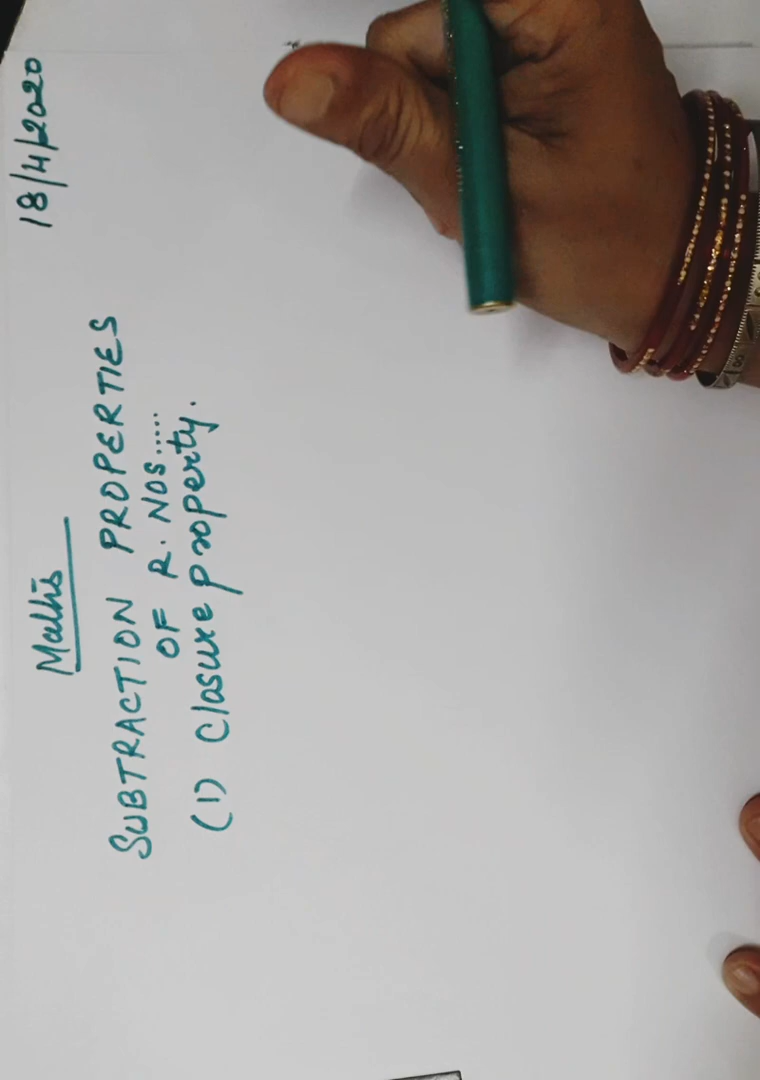 18/4/2020
Maths
SUBTRACTION PROPERTIES
OF R. NOS.....
(1) Closure property.